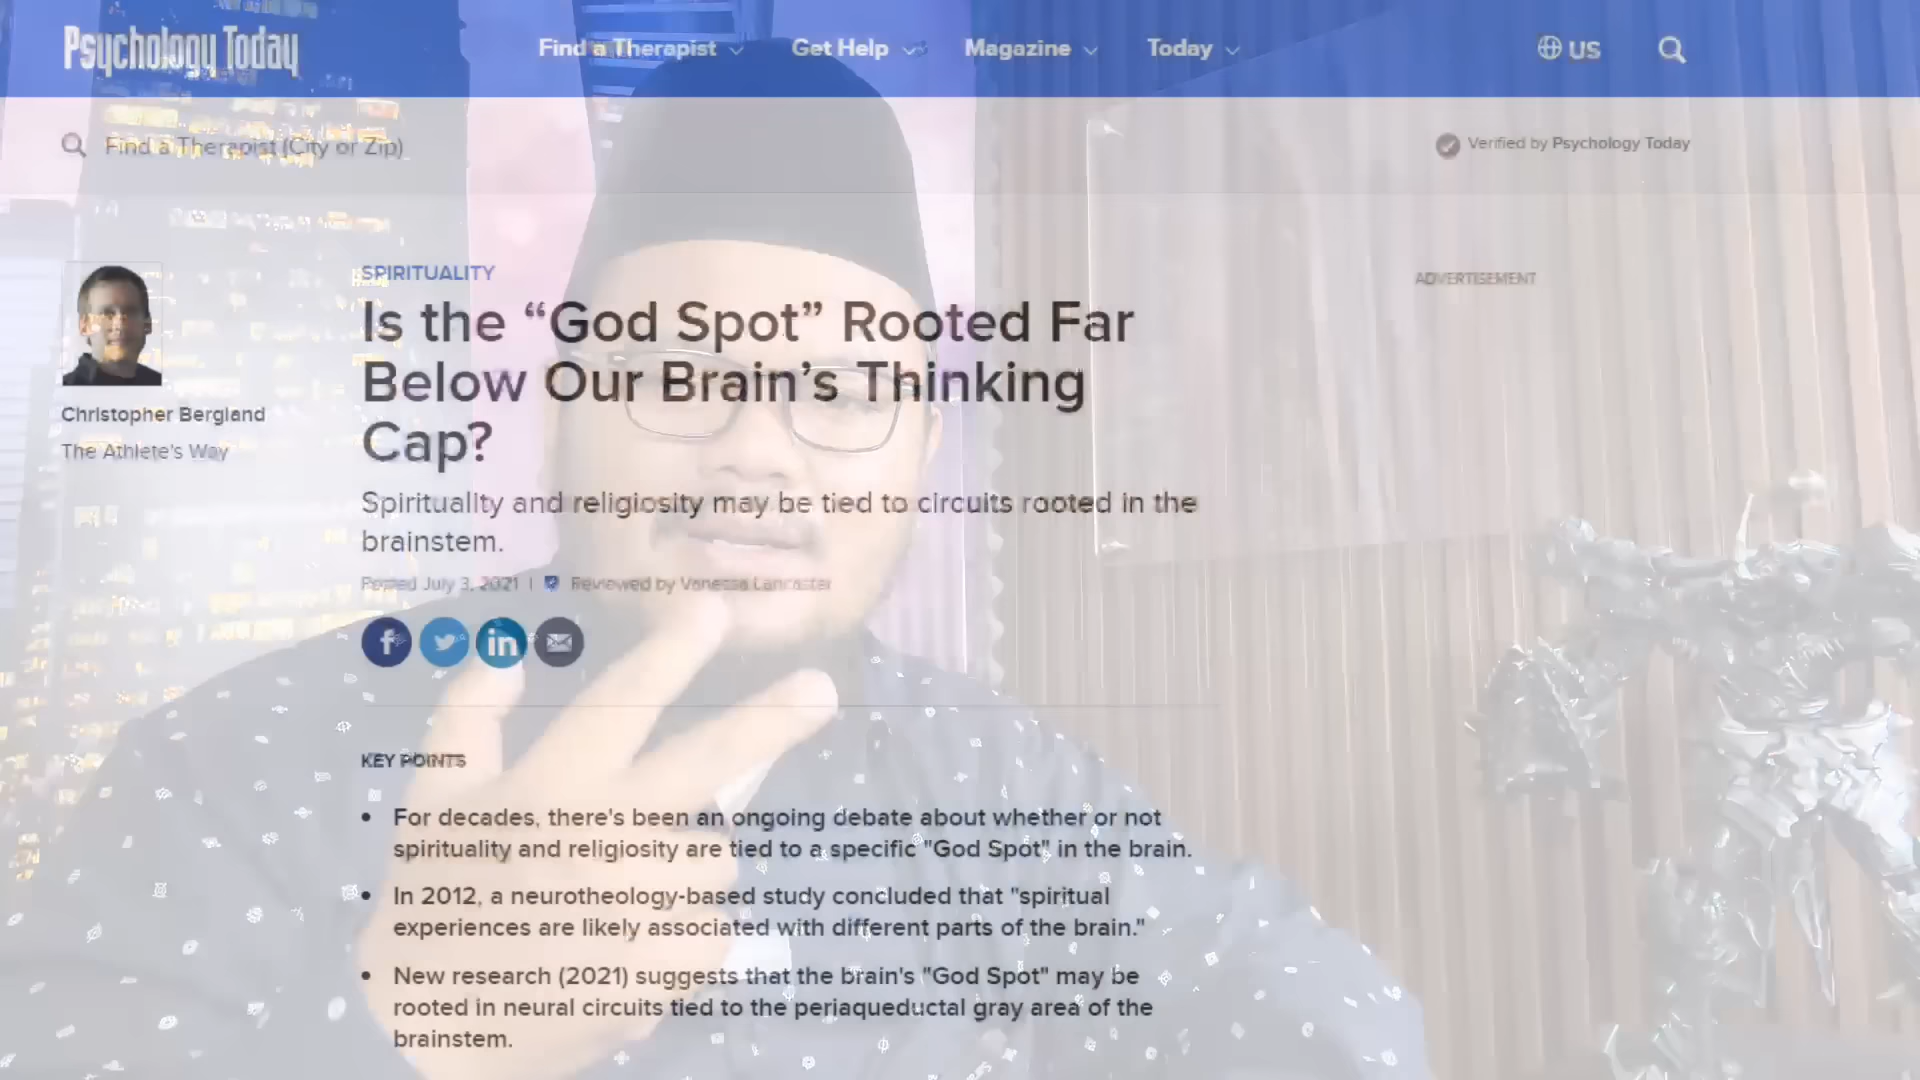 Psychology Today
Find a Therapist
Get Help
Magazine
Today
US
Find a Therapist (City or Zip)
Verified by Psychology Today
SPIRITUALITY
ADVERTISEMENT
Is the “God Spot” Rooted Far
Below Our Brain’s Thinking
Cap?
Christopher Bergland
The Athlete's Way
Spirituality and religiosity may be tied to circuits rooted in the
brainstem.
Posted July 3, 2021 | Reviewed by Vanessa Lancaster
f
in
KEY POINTS
• For decades, there's been an ongoing debate about whether or not
spirituality and religiosity are tied to a specific "God Spot" in the brain.
• In 2012, a neurotheology-based study concluded that "spiritual
experiences are likely associated with different parts of the brain."
• New research (2021) suggests that the brain's "God Spot" may be
rooted in neural circuits tied to the periaqueductal gray area of the
brainstem.